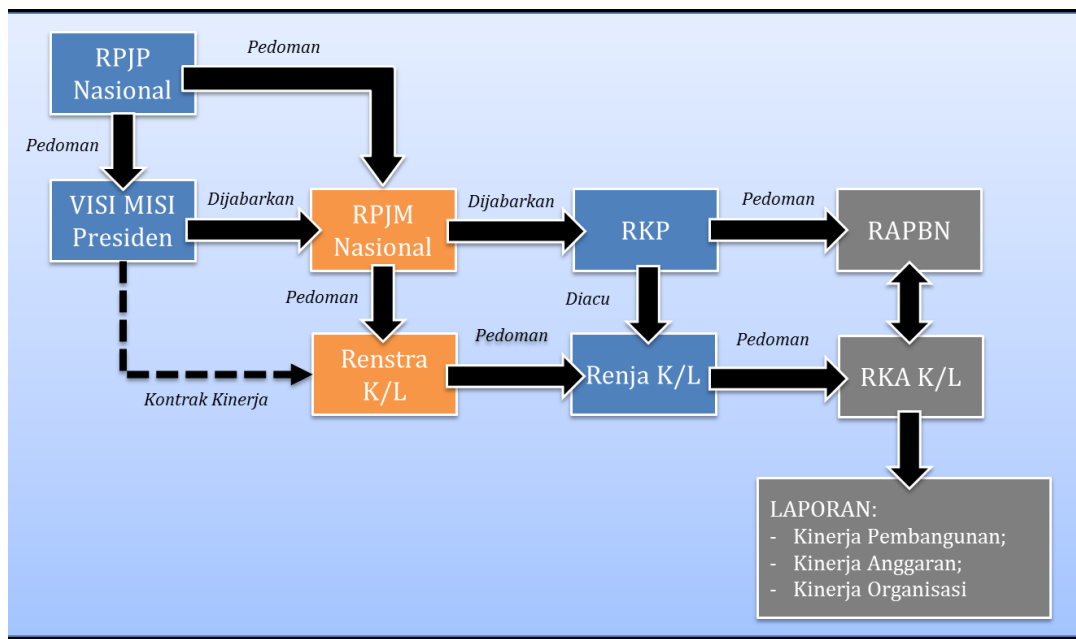 RPJP
Nasional
Pedoman
Pedoman
VISI MISI
Presiden
Dijabarkan
RPJM
Nasional
Dijabarkan
RKP
Pedoman
RAPBN
Pedoman
Diacu
Renstra
K/L
Pedoman
Renja K/L
Pedoman
RKA K/L
Kontrak Kinerja
LAPORAN:
- Kinerja Pembangunan;
- Kinerja Anggaran;
- Kinerja Organisasi